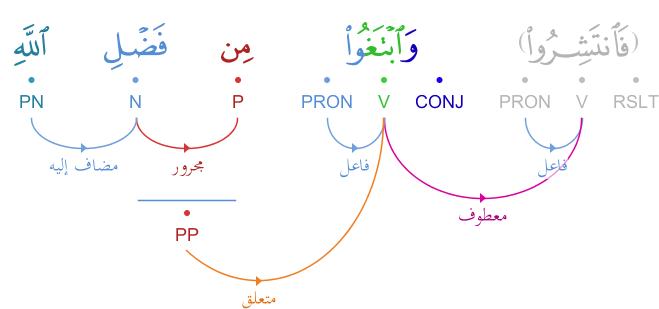 (فَٱنتَشِرُوا۟) وَٱبْتَغُوا۟ مِن فَضْلِ ٱللَّهِ
RSLT V PRON CONJ V PRON P N PN
فاعل فاعل مجرور مضاف إليه
معطوف
PP
متعلق